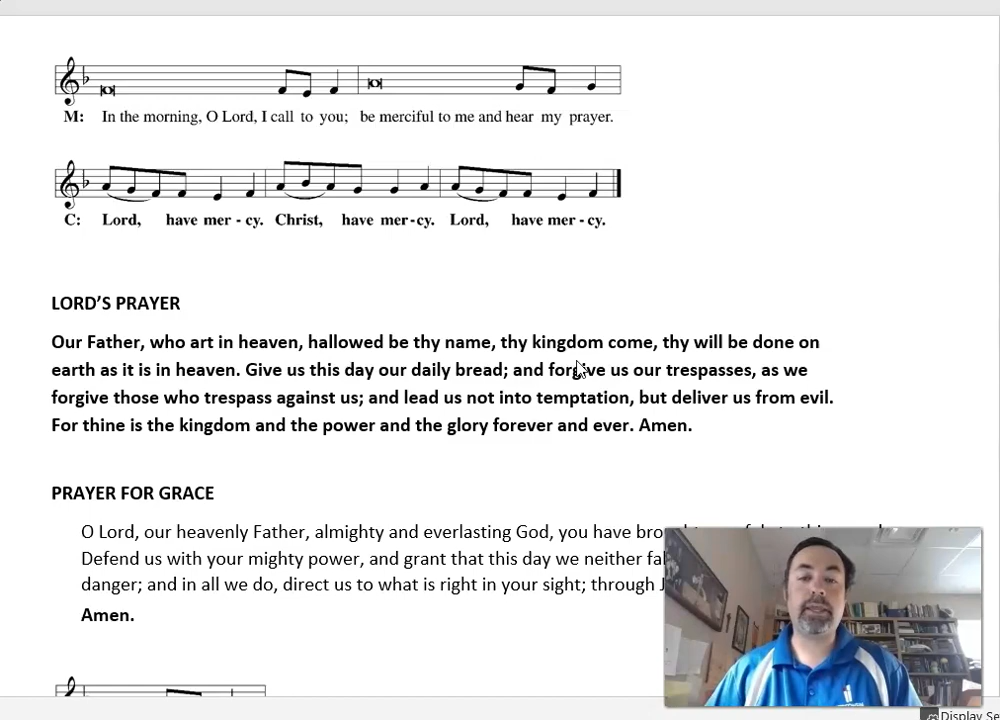 M: In the morning, O Lord, I call to you; be merciful to me and hear my prayer.
C: Lord, have mer - cy. Christ, have mer - cy. Lord, have mer - cy.
LORD’S PRAYER
Our Father, who art in heaven, hallowed be thy name, thy kingdom come, thy will be done on
earth as it is in heaven. Give us this day our daily bread; and forgive us our trespasses, as we
forgive those who trespass against us; and lead us not into temptation, but deliver us from evil.
For thine is the kingdom and the power and the glory forever and ever. Amen.
PRAYER FOR GRACE
O Lord, our heavenly Father, almighty and everlasting God, you have
Defend us with your mighty power, and grant that this day we neither
danger; and in all we do, direct us to what is right in your sight; through
Amen.
Display